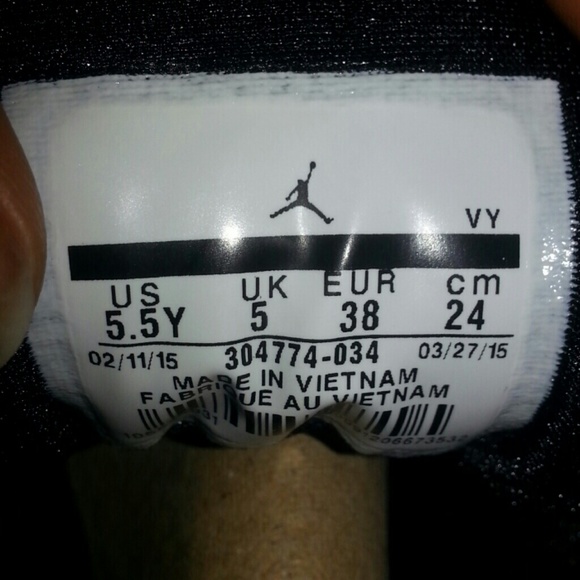 VY
US UK EUR cm
5.5Y 5 38 24
02/11/15 304774-034 03/27/15
MADE IN VIETNAM
FABRIQUE AU VIETNAM